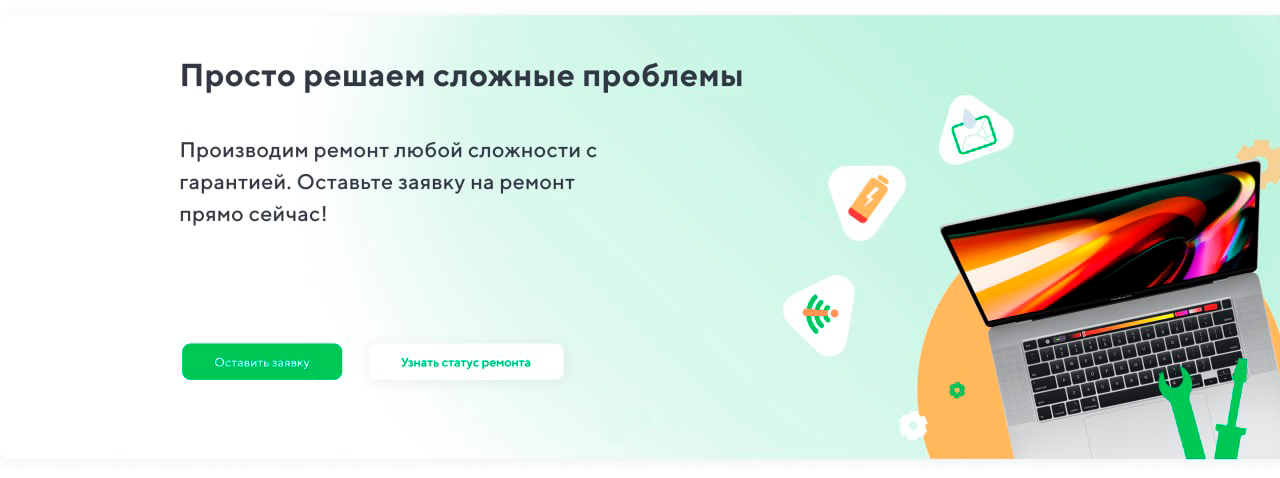 Просто решаем сложные проблемы
Производим ремонт любой сложности с
гарантией. Оставьте заявку на ремонт
прямо сейчас!
Оставить заявку
Узнать статус ремонта